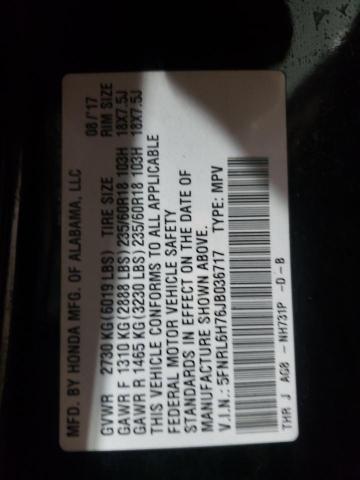 MFD. BY HONDA MFG. OF ALABAMA, LLC 08/'17
GVWR 2730 KG(6019 LBS) TIRE SIZE RIM SIZE
GAWR F 1310 KG (2888 LBS) 235/60R18 103H 18X7.5J
GAWR R 1465 KG(3230 LBS) 235/60R18 103H 18X7.5J
THIS VEHICLE CONFORMS TO ALL APPLICABLE
FEDERAL MOTOR VEHICLE SAFETY
STANDARDS IN EFFECT ON THE DATE OF
MANUFACTURE SHOWN ABOVE.
V.I.N.: 5FNRL6H76JB036717 TYPE: MPV
THR J AG8 - NH731P -D-B